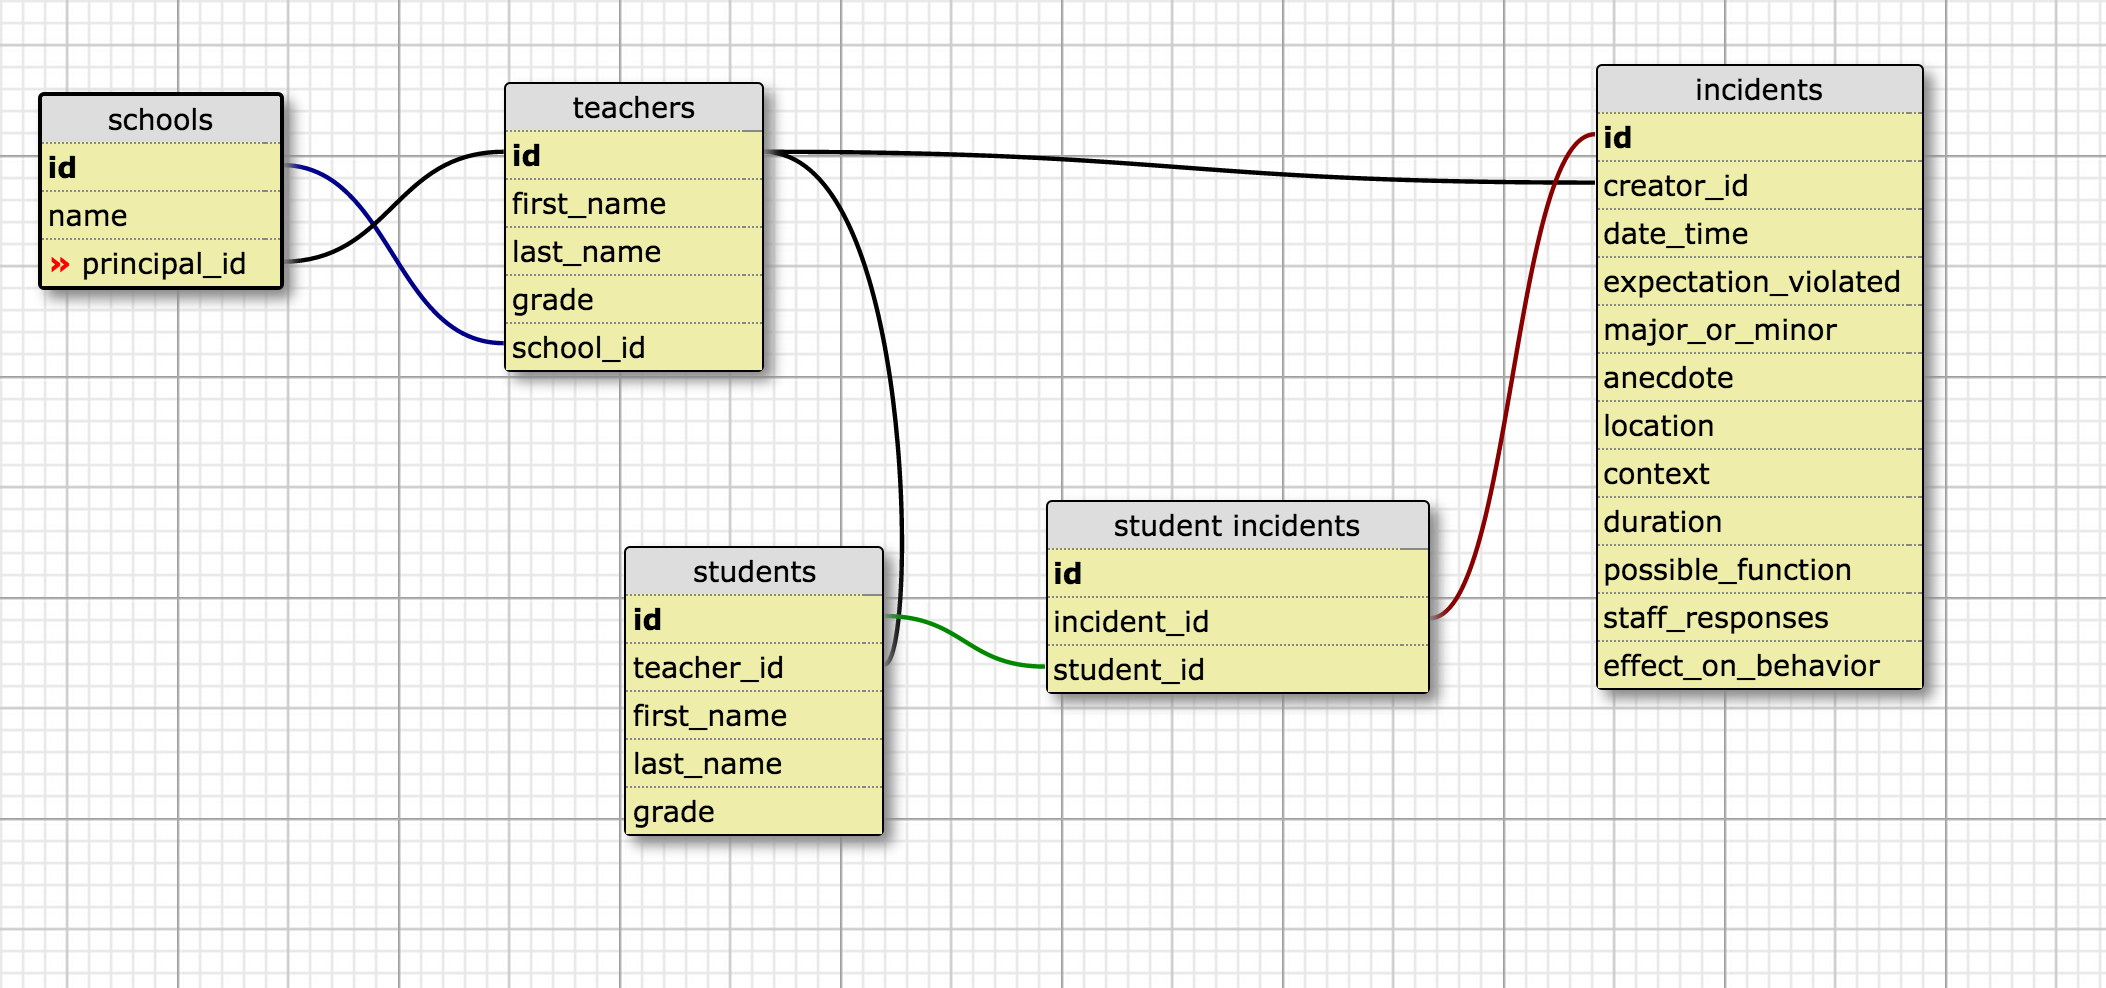 schools
id
name
» principal_id
teachers
id
first_name
last_name
grade
school_id
students
id
teacher_id
first_name
last_name
grade
student incidents
id
incident_id
student_id
incidents
id
creator_id
date_time
expectation_violated
major_or_minor
anecdote
location
context
duration
possible_function
staff_responses
effect_on_behavior